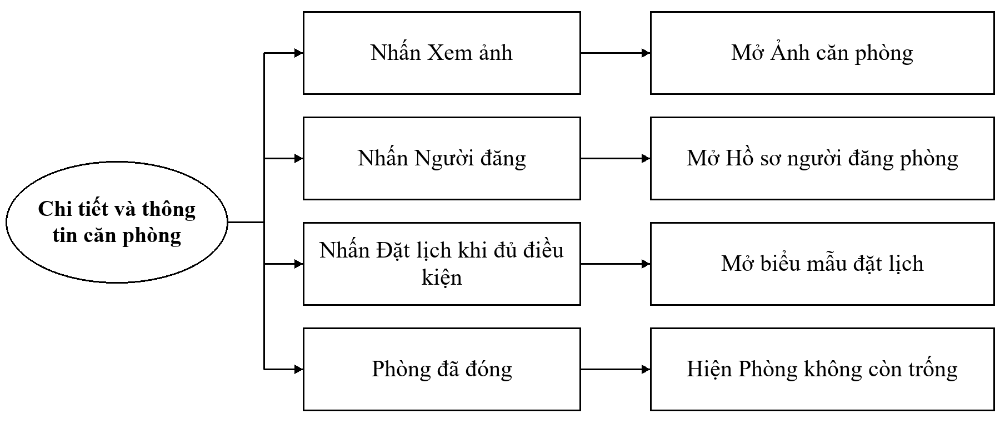 Nhấn Xem ảnh
Mở Ảnh căn phòng
Nhấn Người đăng
Mở Hồ sơ người đăng phòng
Chi tiết và thông
tin căn phòng
Nhấn Đặt lịch khi đủ điều
kiện
Mở biểu mẫu đặt lịch
Phòng đã đóng
Hiện Phòng không còn trống